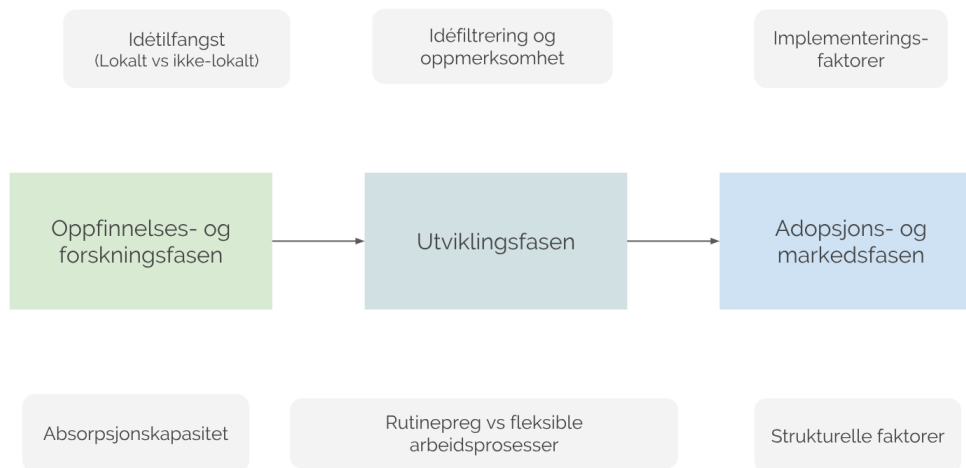 Idétilfangst
(Lokalt vs ikke-lokalt)
Idéfiltrering og
oppmerksomhet
Implementerings-
faktorer
Oppfinnelses- og
forskningsfasen
Utviklingsfasen
Adopsjons- og
markedsfasen
Absorpsjonskapasitet
Rutinepreg vs fleksible
arbeidsprosesser
Strukturelle faktorer